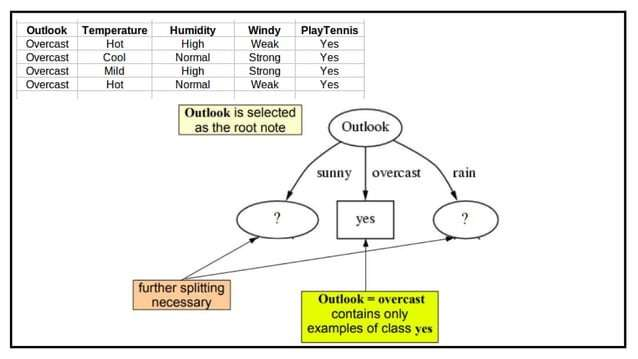 Outlook Temperature Humidity Windy PlayTennis
Overcast Hot High Weak Yes
Overcast Cool Normal Strong Yes
Overcast Mild High Strong Yes
Overcast Hot Normal Weak Yes
Outlook is selected
as the root note
Outlook
sunny overcast rain
? yes ?
further splitting
necessary
Outlook = overcast
contains only
examples of class yes